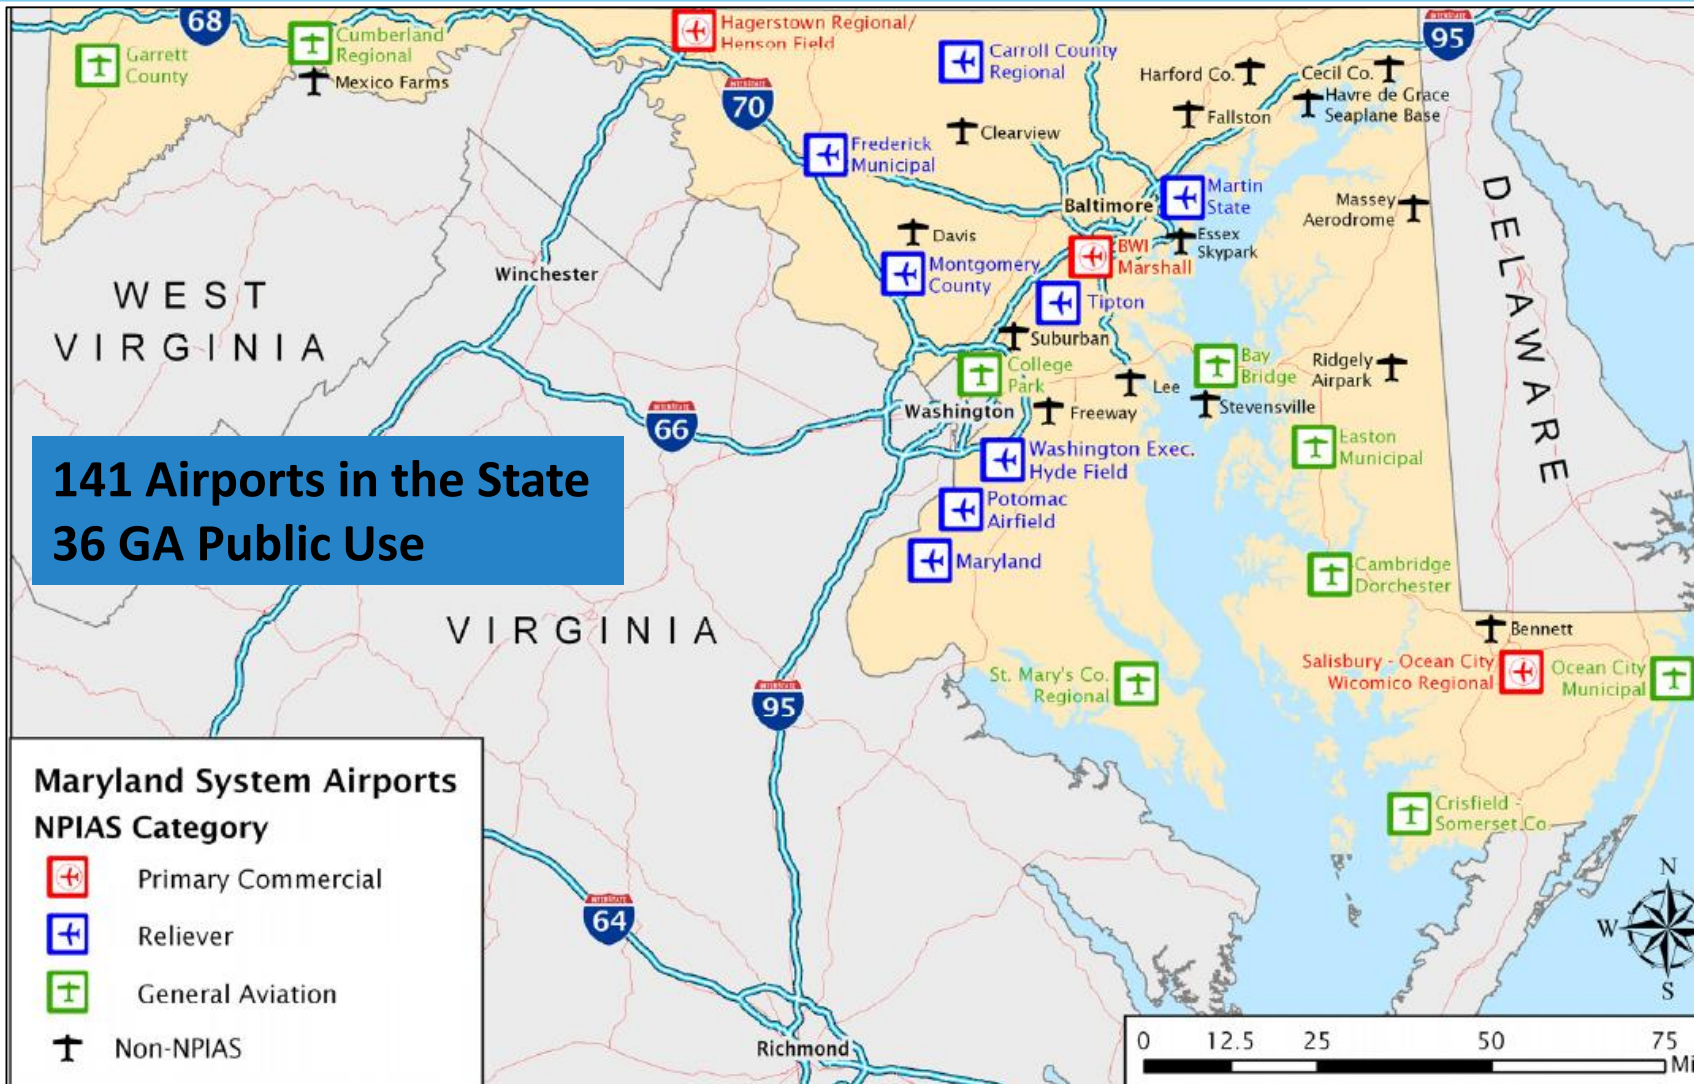 68
Garrett
County
Cumberland
Regional
Mexico Farms
Hagerstown Regional/
Henson Field
INTERSTATE
70
Carroll County
Regional
Harford Co.
Cecil Co.
INTERSTATE
95
Havre de Grace
Seaplane Base
Fallston
Clearview
Frederick
Municipal
Martin
State
Baltimore
Massey
Aerodrome
Essex
Skypark
Davis
BWI
Marshall
Montgomery
County
Tipton
Winchester
WEST
VIRGINIA
DELAWARE
Suburban
College
Park
Lee
Bay
Bridge
Ridgely
Airpark
Stevensville
Washington
Freeway
INTERSTATE
66
Washington Exec.
Hyde Field
Easton
Municipal
141 Airports in the State
36 GA Public Use
Potomac
Airfield
Maryland
Cambridge
Dorchester
VIRGINIA
Bennett
St. Mary's Co.
Regional
Salisbury - Ocean City
Wicomico Regional
Ocean City
Municipal
INTERSTATE
95
Crisfield -
Somerset Co.
Maryland System Airports
NPIAS Category
Primary Commercial
Reliever
General Aviation
Non-NPIAS
INTERSTATE
64
Richmond
N
W
S
0 12.5 25 50 75
Mi